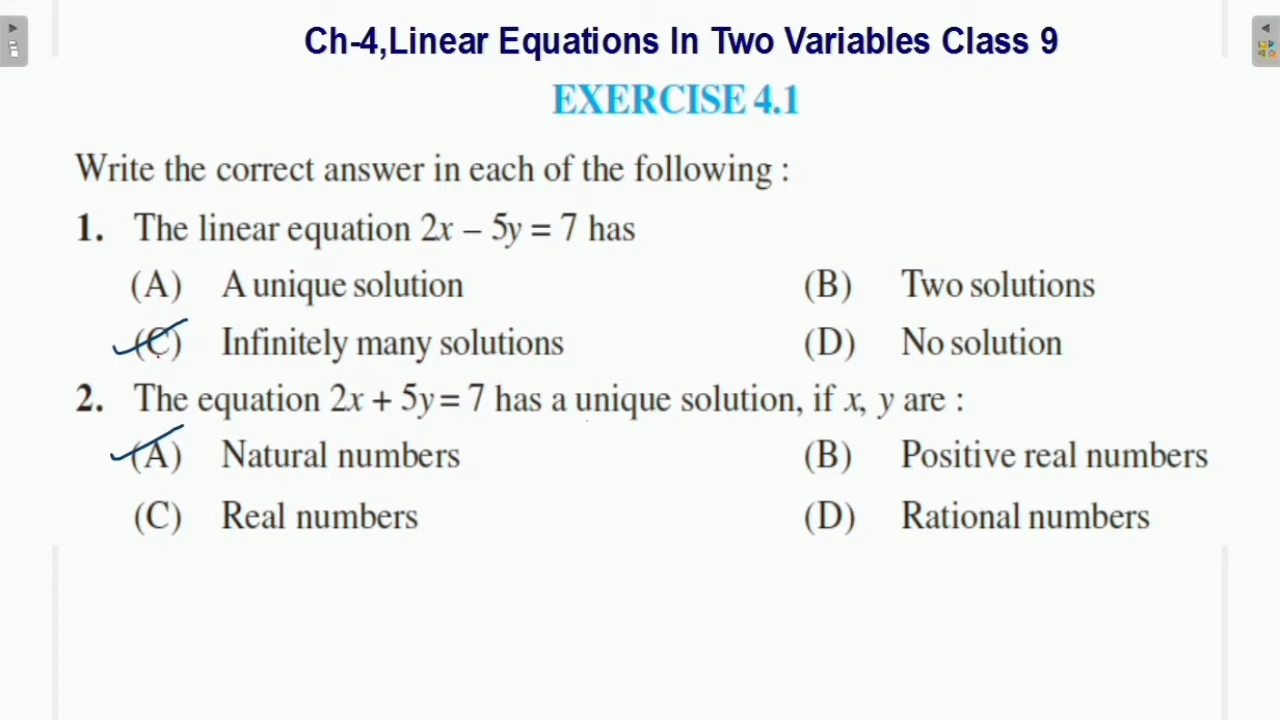 Ch-4,Linear Equations In Two Variables Class 9
EXERCISE 4.1
Write the correct answer in each of the following :
1. The linear equation 2x – 5y = 7 has
(A) A unique solution (B) Two solutions
(C) Infinitely many solutions (D) No solution
2. The equation 2x + 5y = 7 has a unique solution, if x, y are :
(A) Natural numbers (B) Positive real numbers
(C) Real numbers (D) Rational numbers